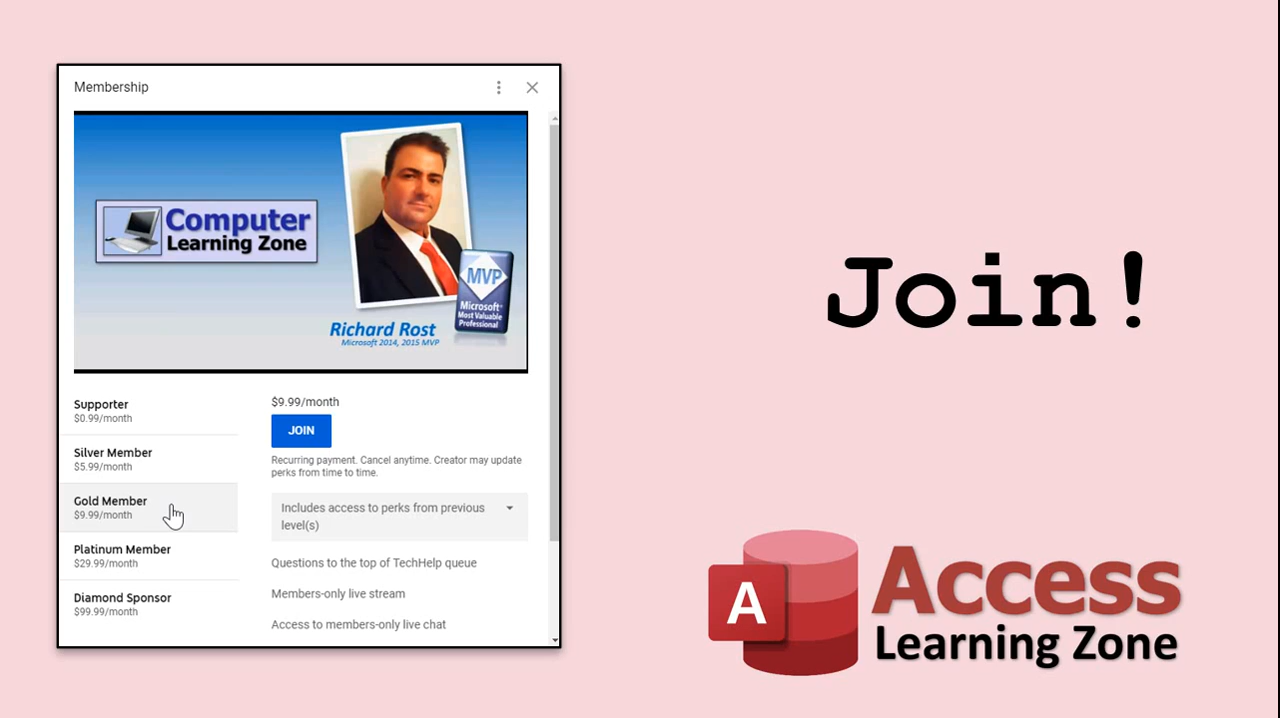 Membership
Computer
Learning Zone
MVP
Microsoft®
Most Valuable
Professional
Richard Rost
Microsoft 2014, 2015 MVP
Supporter
$0.99/month
Silver Member
$5.99/month
Gold Member
$9.99/month
Platinum Member
$29.99/month
Diamond Sponsor
$99.99/month
$9.99/month
JOIN
Recurring payment. Cancel anytime. Creator may update
perks from time to time.
Includes access to perks from previous
level(s)
Questions to the top of TechHelp queue
Members-only live stream
Access to members-only live chat
Join!
A
Access
Learning Zone